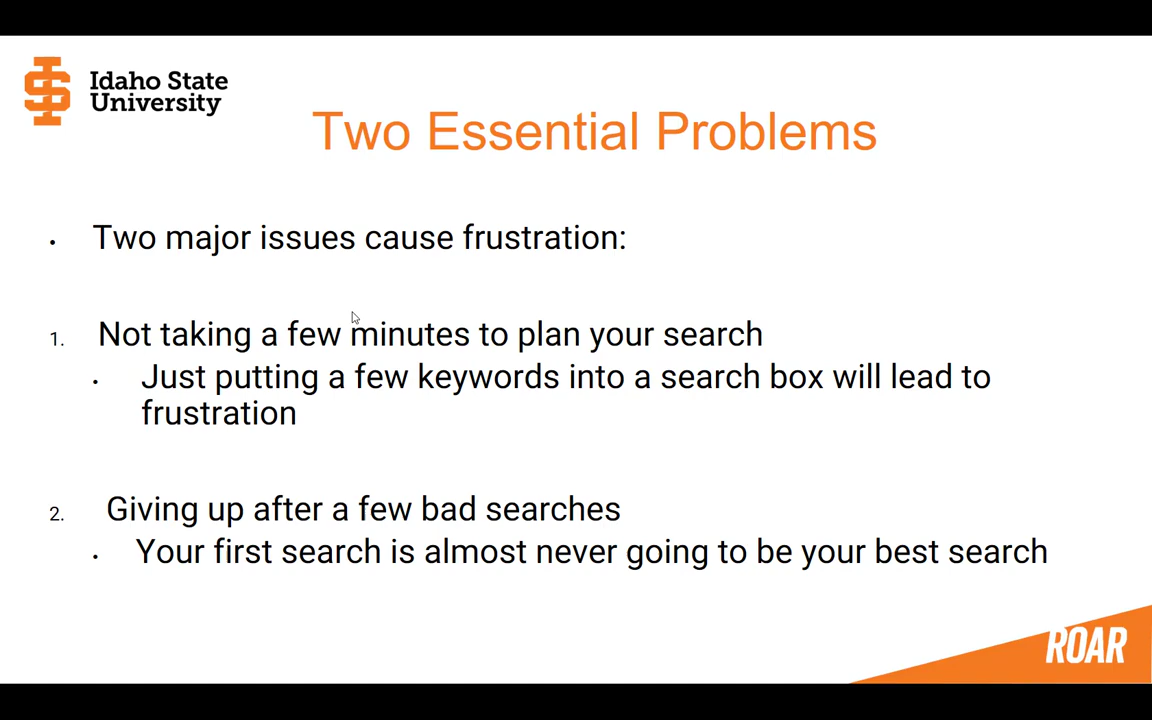 Idaho State
University
Two Essential Problems
• Two major issues cause frustration:
1. Not taking a few minutes to plan your search
• Just putting a few keywords into a search box will lead to
frustration
2. Giving up after a few bad searches
• Your first search is almost never going to be your best search
ROAR